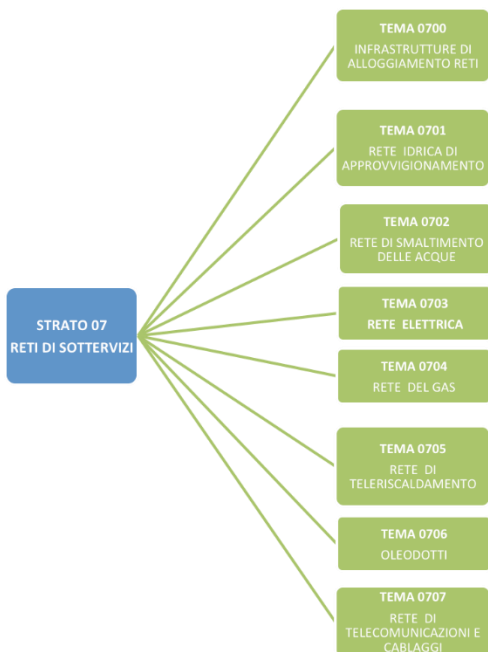 TEMA 0700
INFRASTRUTTURE DI
ALLOGGIAMENTO RETI
TEMA 0701
RETE IDRICA DI
APPROVVIGIONAMENTO
TEMA 0702
RETE DI SMALTIMENTO
DELLE ACQUE
STRATO 07
RETI DI SOTTERVIZI
TEMA 0703
RETE ELETTRICA
TEMA 0704
RETE DEL GAS
TEMA 0705
RETE DI
TELERISCALDAMENTO
TEMA 0706
OLEODOTTI
TEMA 0707
RETE DI
TELECOMUNICAZIONI E
CABLAGGI